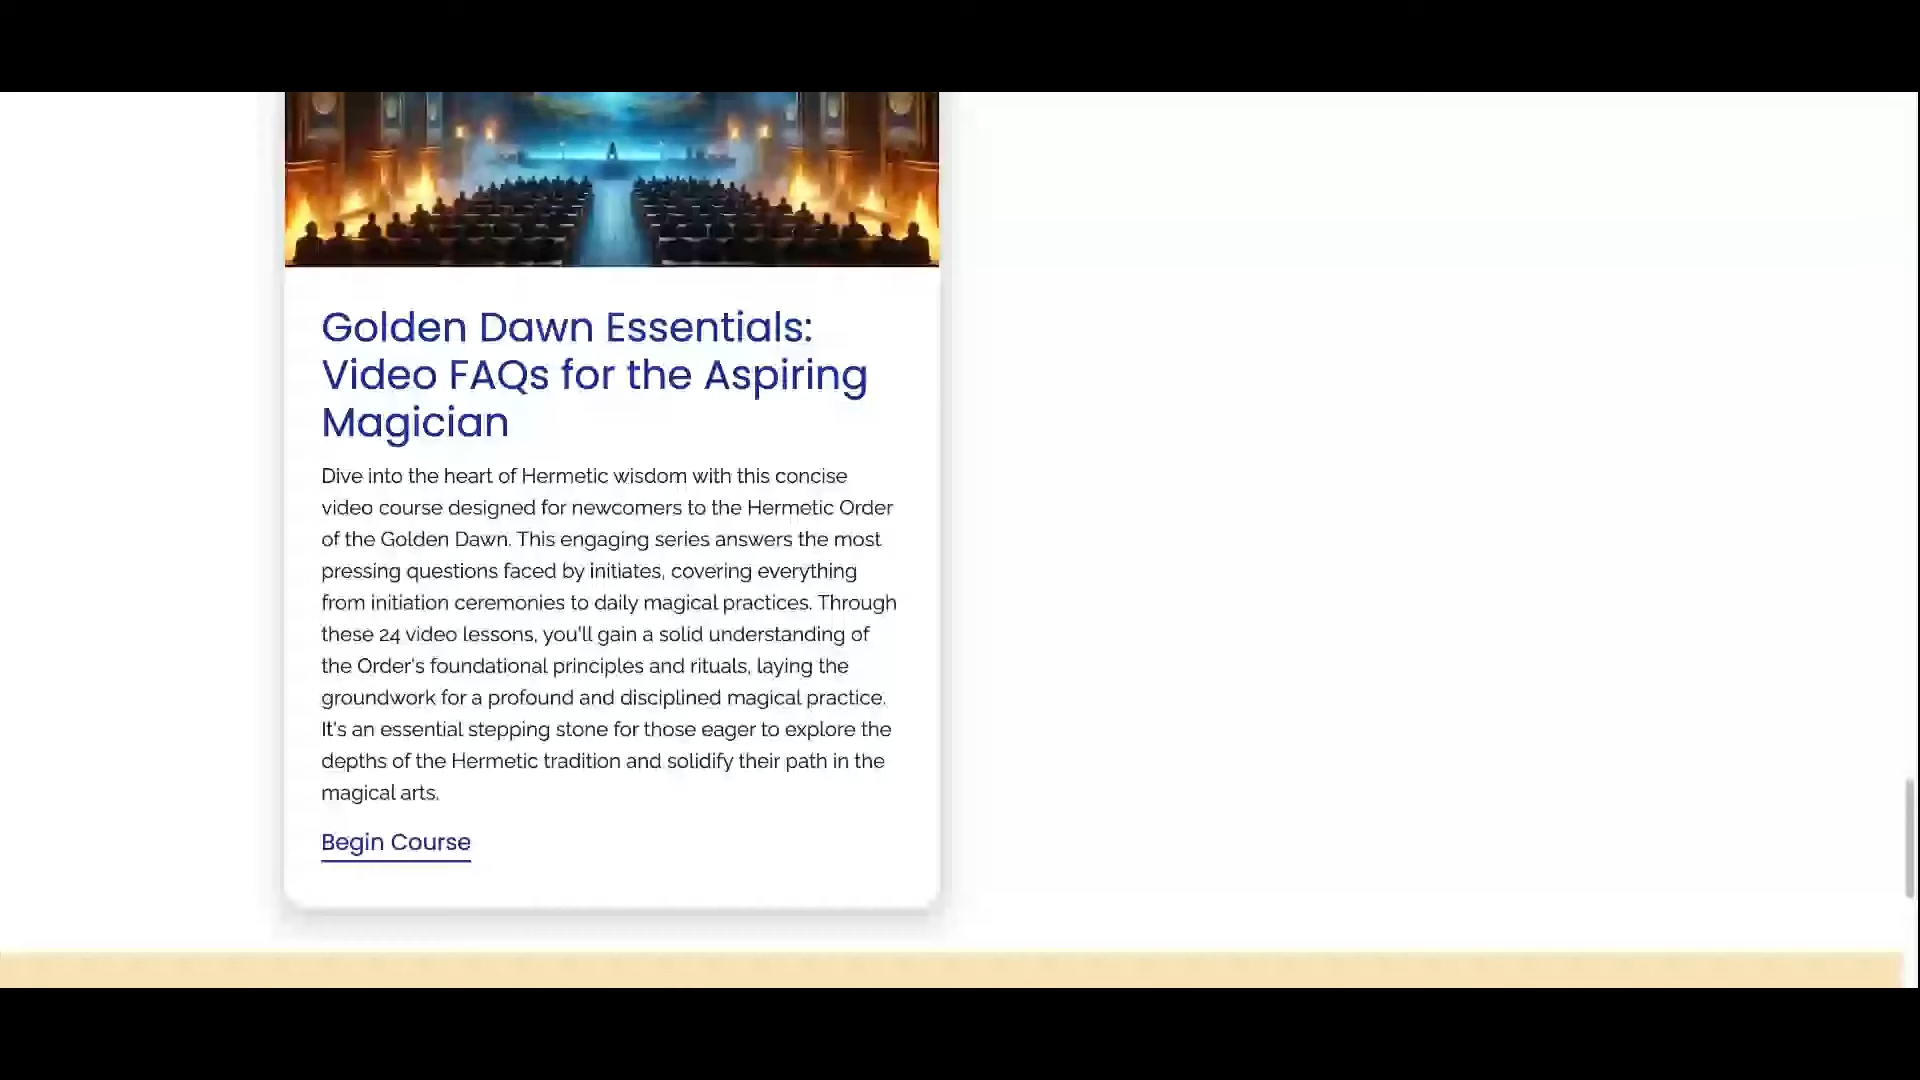 Golden Dawn Essentials:
Video FAQs for the Aspiring
Magician
Dive into the heart of Hermetic wisdom with this concise
video course designed for newcomers to the Hermetic Order
of the Golden Dawn. This engaging series answers the most
pressing questions faced by initiates, covering everything
from initiation ceremonies to daily magical practices. Through
these 24 video lessons, you'll gain a solid understanding of
the Order's foundational principles and rituals, laying the
groundwork for a profound and disciplined magical practice.
It's an essential stepping stone for those eager to explore the
depths of the Hermetic tradition and solidify their path in the
magical arts.
Begin Course